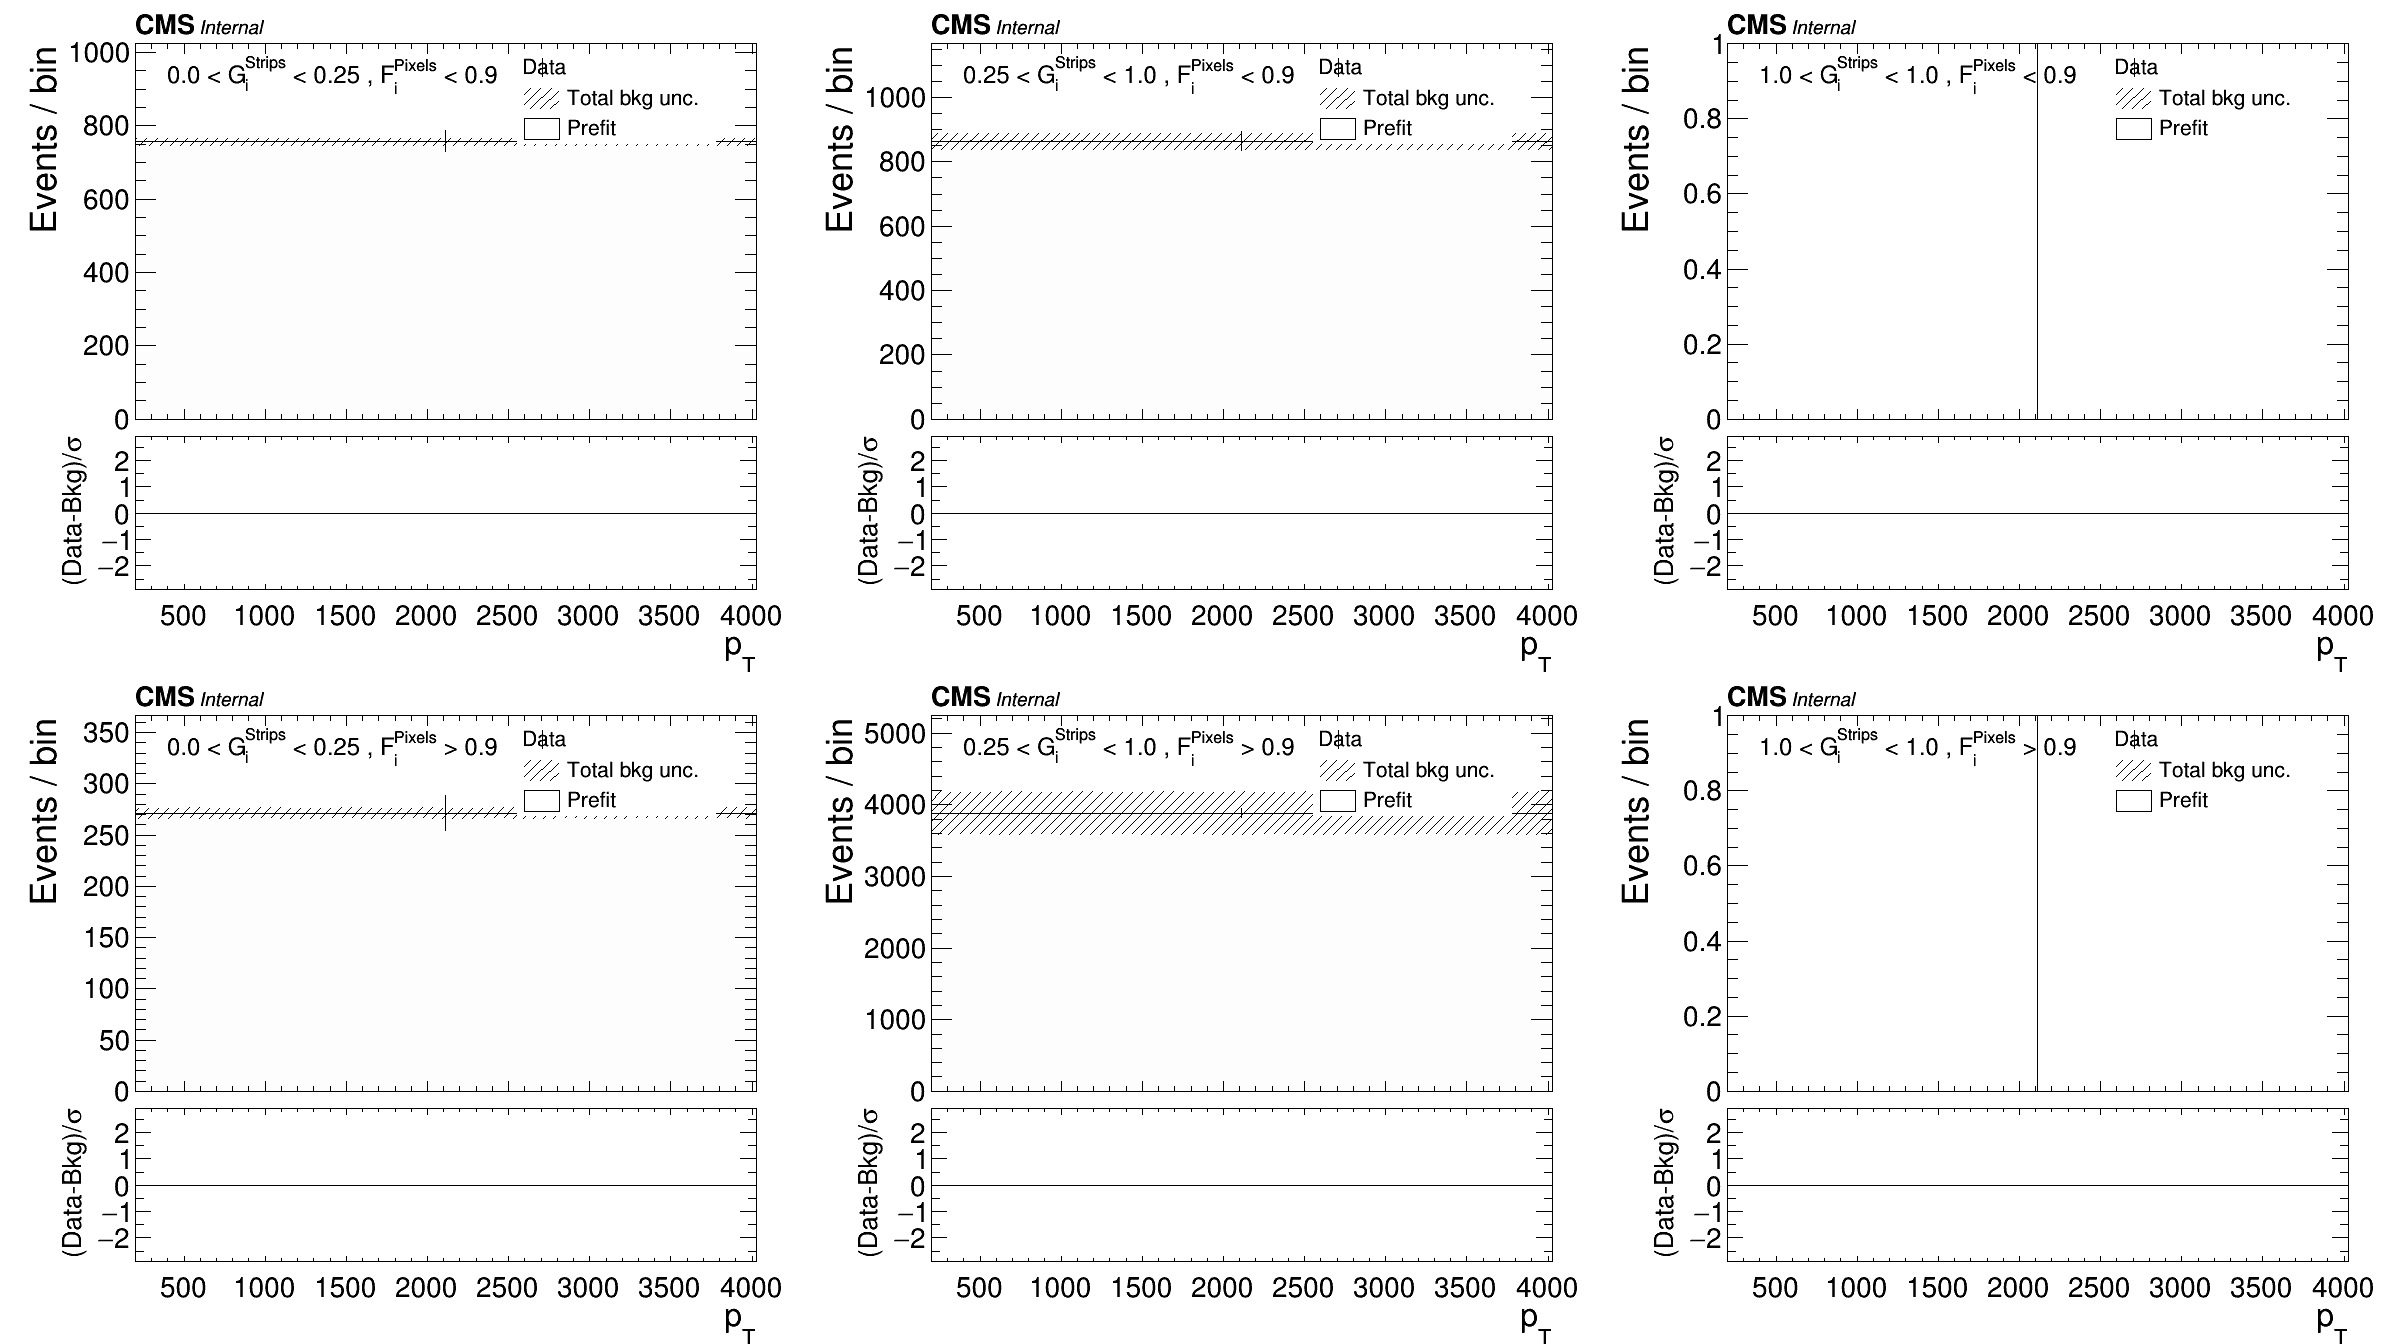 CMS Internal
Events / bin
0.0 < G_i^Strips < 0.25 , F_i^Pixels < 0.9
Data
Total bkg unc.
Prefit
1000
800
600
400
200
0
(Data-Bkg)/σ
2
1
0
−1
−2
500 1000 1500 2000 2500 3000 3500 4000
p_T
CMS Internal
Events / bin
0.25 < G_i^Strips < 1.0 , F_i^Pixels < 0.9
Data
Total bkg unc.
Prefit
1000
800
600
400
200
0
(Data-Bkg)/σ
2
1
0
−1
−2
500 1000 1500 2000 2500 3000 3500 4000
p_T
CMS Internal
Events / bin
1.0 < G_i^Strips < 1.0 , F_i^Pixels < 0.9
Data
Total bkg unc.
Prefit
1
0.8
0.6
0.4
0.2
0
(Data-Bkg)/σ
2
1
0
−1
−2
500 1000 1500 2000 2500 3000 3500 4000
p_T
CMS Internal
Events / bin
0.0 < G_i^Strips < 0.25 , F_i^Pixels > 0.9
Data
Total bkg unc.
Prefit
350
300
250
200
150
100
50
0
(Data-Bkg)/σ
2
1
0
−1
−2
500 1000 1500 2000 2500 3000 3500 4000
p_T
CMS Internal
Events / bin
0.25 < G_i^Strips < 1.0 , F_i^Pixels > 0.9
Data
Total bkg unc.
Prefit
5000
4000
3000
2000
1000
0
(Data-Bkg)/σ
2
1
0
−1
−2
500 1000 1500 2000 2500 3000 3500 4000
p_T
CMS Internal
Events / bin
1.0 < G_i^Strips < 1.0 , F_i^Pixels > 0.9
Data
Total bkg unc.
Prefit
1
0.8
0.6
0.4
0.2
0
(Data-Bkg)/σ
2
1
0
−1
−2
500 1000 1500 2000 2500 3000 3500 4000
p_T